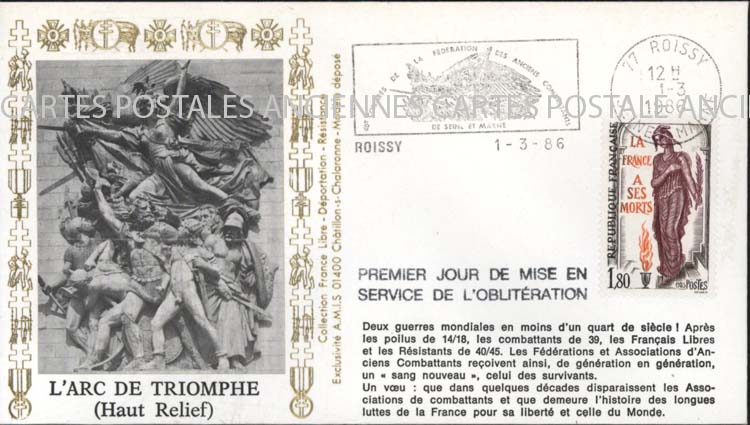 Collection France Libre - Déportation - Résistance
Exclusivité A.M.I.S 01400 Châtillon-s-Chalaronne - Marque déposé
L'ARC DE TRIOMPHE
(Haut Relief)
DE LA FEDERATION DES ANCIENS COMBATTANTS
DE SEINE ET MARNE
ROISSY
1-3-86
77 ROISSY
12 H
1-3
1986
LA
FRANCE
A
SES
MORTS
REPUBLIQUE FRANÇAISE
1,80
1985 POSTES
PREMIER JOUR DE MISE EN
SERVICE DE L'OBLITÉRATION
Deux guerres mondiales en moins d'un quart de siècle ! Après
les poilus de 14/18, les combattants de 39, les Français Libres
et les Résistants de 40/45. Les Fédérations et Associations d'An-
ciens Combattants reçoivent ainsi, de génération en génération,
un « sang nouveau », celui des survivants.
Un vœu : que dans quelques décades disparaissent les Asso-
ciations de combattants et que demeure l'histoire des longues
luttes de la France pour sa liberté et celle du Monde.
CARTES POSTALES ANCIENNES CARTES POSTALES ANCIEN